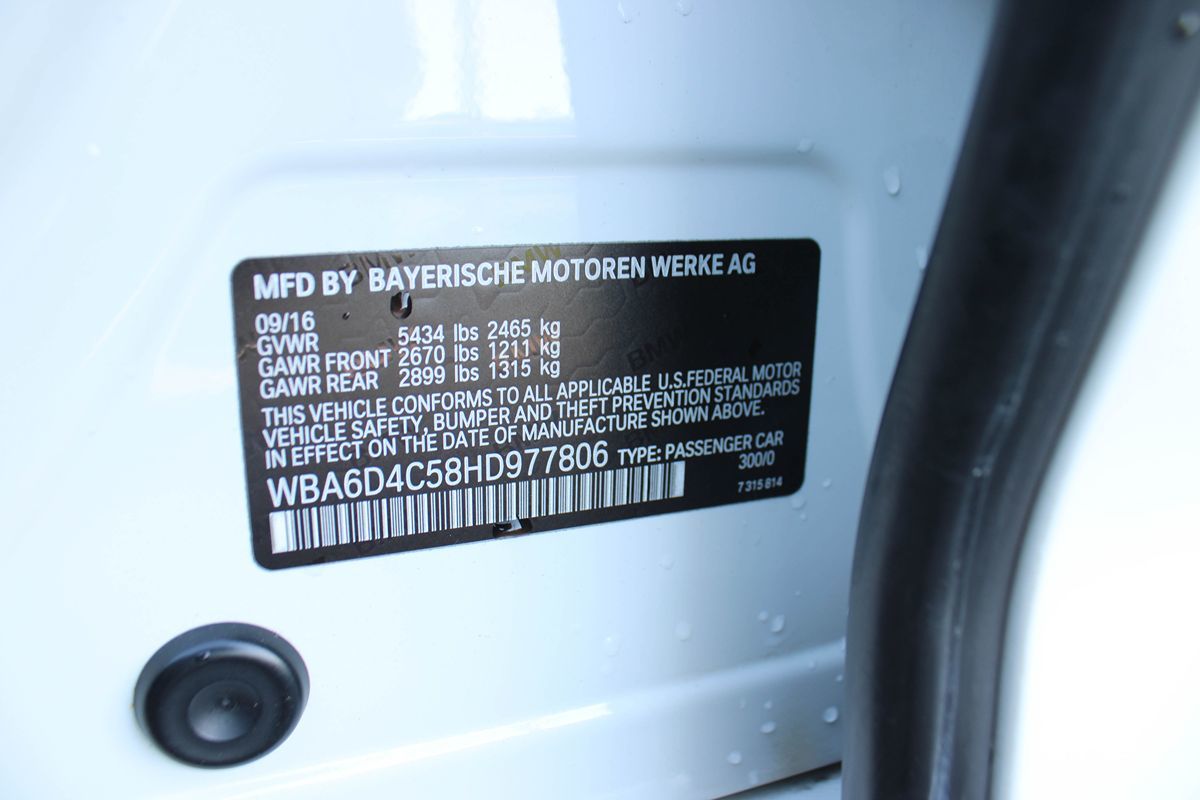 MFD BY BAYERISCHE MOTOREN WERKE AG
09/16
GVWR 5434 lbs 2465 kg
GAWR FRONT 2670 lbs 1211 kg
GAWR REAR 2899 lbs 1315 kg
THIS VEHICLE CONFORMS TO ALL APPLICABLE U.S.FEDERAL MOTOR
VEHICLE SAFETY, BUMPER AND THEFT PREVENTION STANDARDS
IN EFFECT ON THE DATE OF MANUFACTURE SHOWN ABOVE.
WBA6D4C58HD977806 TYPE: PASSENGER CAR
300/0
7 315 814